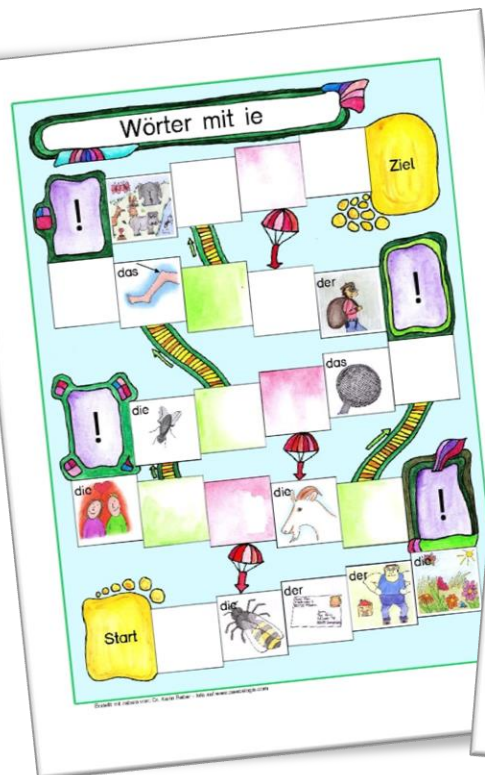 Wörter mit ie
Ziel
!
das
der
!
das
!
die
die
die
!
die
der
der
die
Start